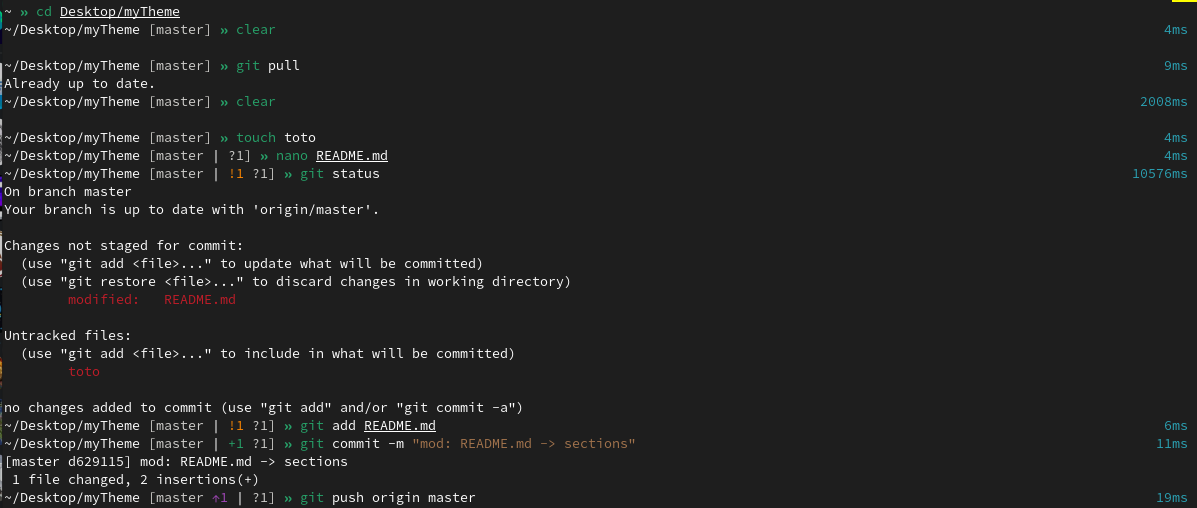 ~ » cd Desktop/myTheme
~/Desktop/myTheme [master] » clear 4ms
~/Desktop/myTheme [master] » git pull 9ms
Already up to date.
~/Desktop/myTheme [master] » clear 2008ms
~/Desktop/myTheme [master] » touch toto 4ms
~/Desktop/myTheme [master | ?1] » nano README.md 4ms
~/Desktop/myTheme [master | !1 ?1] » git status 10576ms
On branch master
Your branch is up to date with 'origin/master'.
Changes not staged for commit:
(use "git add <file>..." to update what will be committed)
(use "git restore <file>..." to discard changes in working directory)
modified: README.md
Untracked files:
(use "git add <file>..." to include in what will be committed)
toto
no changes added to commit (use "git add" and/or "git commit -a")
~/Desktop/myTheme [master | !1 ?1] » git add README.md 6ms
~/Desktop/myTheme [master | +1 ?1] » git commit -m "mod: README.md -> sections" 11ms
[master d629115] mod: README.md -> sections
1 file changed, 2 insertions(+)
~/Desktop/myTheme [master ↑1 | ?1] » git push origin master 19ms